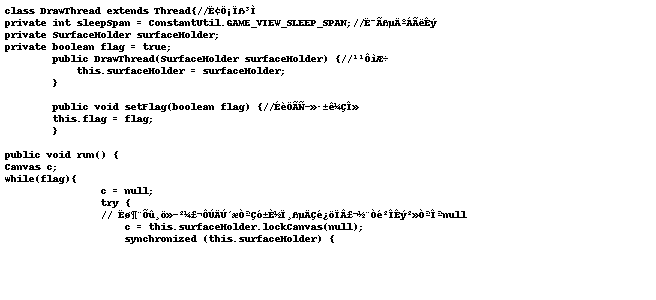 class DrawThread extends Thread{//Ë¢Ö¡Ïß³Ì
private int sleepSpan = ConstantUtil.GAME_VIEW_SLEEP_SPAN;//Ë¯ÃßµÄºÁÃëÊý
private SurfaceHolder surfaceHolder;
private boolean flag = true;
public DrawThread(SurfaceHolder surfaceHolder) {//¹¹ÔìÆ÷
this.surfaceHolder = surfaceHolder;
}
public void setFlag(boolean flag) {//ÉèÖÃÑ­»·±ê¼ÇÎ»
this.flag = flag;
}
public void run() {
Canvas c;
while(flag){
c = null;
try {
// Ëø¶¨Õû¸ö»­²¼£¬ÔÚÄÚ´æÒªÇó±È½Ï¸ßµÄÇé¿öÏÂ£¬½¨Òé²ÎÊý²»ÒªÎªnull
c = this.surfaceHolder.lockCanvas(null);
synchronized (this.surfaceHolder) {